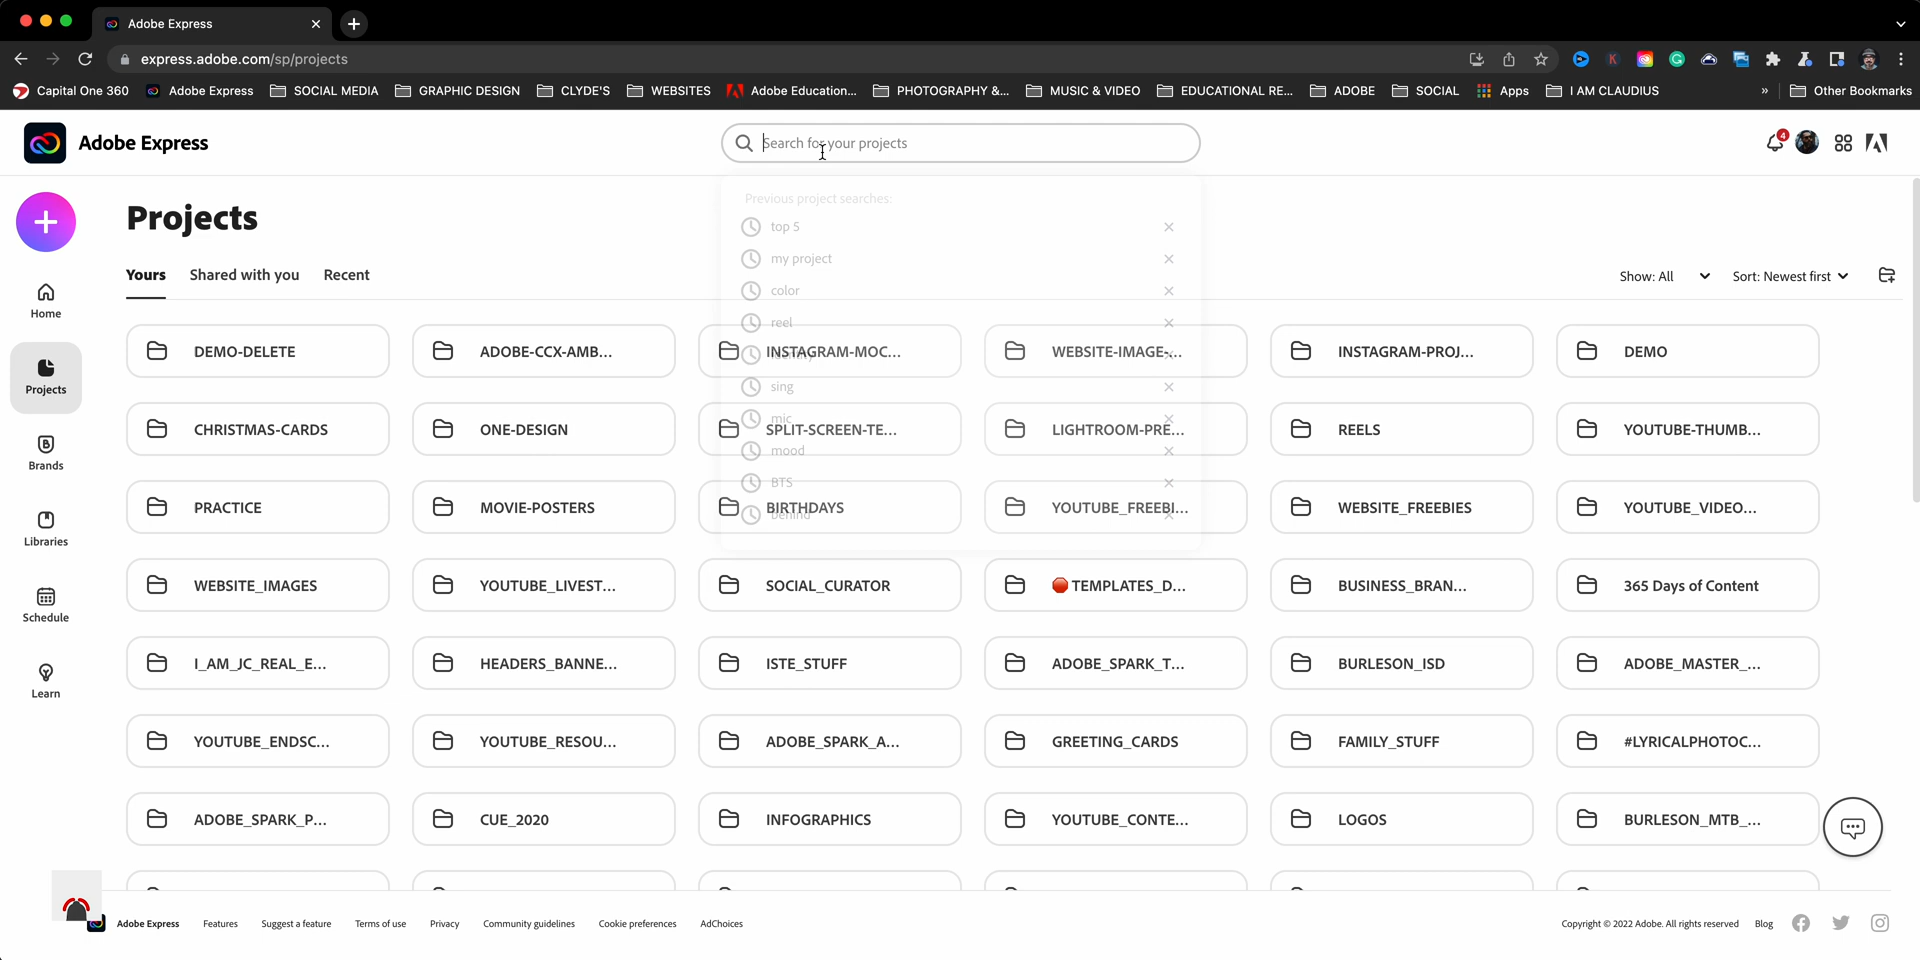 Adobe Express
express.adobe.com/sp/projects
Capital One 360
Adobe Express
SOCIAL MEDIA
GRAPHIC DESIGN
CLYDE'S
WEBSITES
Adobe Education...
PHOTOGRAPHY &...
MUSIC & VIDEO
EDUCATIONAL RE...
ADOBE
SOCIAL
Apps
I AM CLAUDIUS
»
Other Bookmarks
Adobe Express
Search for your projects
4
Previous project searches:
top 5
my project
color
reel
sing
mic
mood
BTS
behind
Projects
Yours
Shared with you
Recent
Show: All
Sort: Newest first
Home
Projects
Brands
Libraries
Schedule
Learn
DEMO-DELETE
ADOBE-CCX-AMB...
INSTAGRAM-MOC...
WEBSITE-IMAGE-...
INSTAGRAM-PROJ...
DEMO
CHRISTMAS-CARDS
ONE-DESIGN
SPLIT-SCREEN-TE...
LIGHTROOM-PRE...
REELS
YOUTUBE-THUMB...
PRACTICE
MOVIE-POSTERS
BIRTHDAYS
YOUTUBE_FREEBI...
WEBSITE_FREEBIES
YOUTUBE_VIDEO...
WEBSITE_IMAGES
YOUTUBE_LIVEST...
SOCIAL_CURATOR
🛑TEMPLATES_D...
BUSINESS_BRAN...
365 Days of Content
I_AM_JC_REAL_E...
HEADERS_BANNE...
ISTE_STUFF
ADOBE_SPARK_T...
BURLESON_ISD
ADOBE_MASTER_...
YOUTUBE_ENDSC...
YOUTUBE_RESOU...
ADOBE_SPARK_A...
GREETING_CARDS
FAMILY_STUFF
#LYRICALPHOTOC...
ADOBE_SPARK_P...
CUE_2020
INFOGRAPHICS
YOUTUBE_CONTE...
LOGOS
BURLESON_MTB_...
Adobe Express
Features
Suggest a feature
Terms of use
Privacy
Community guidelines
Cookie preferences
AdChoices
Copyright © 2022 Adobe. All rights reserved
Blog